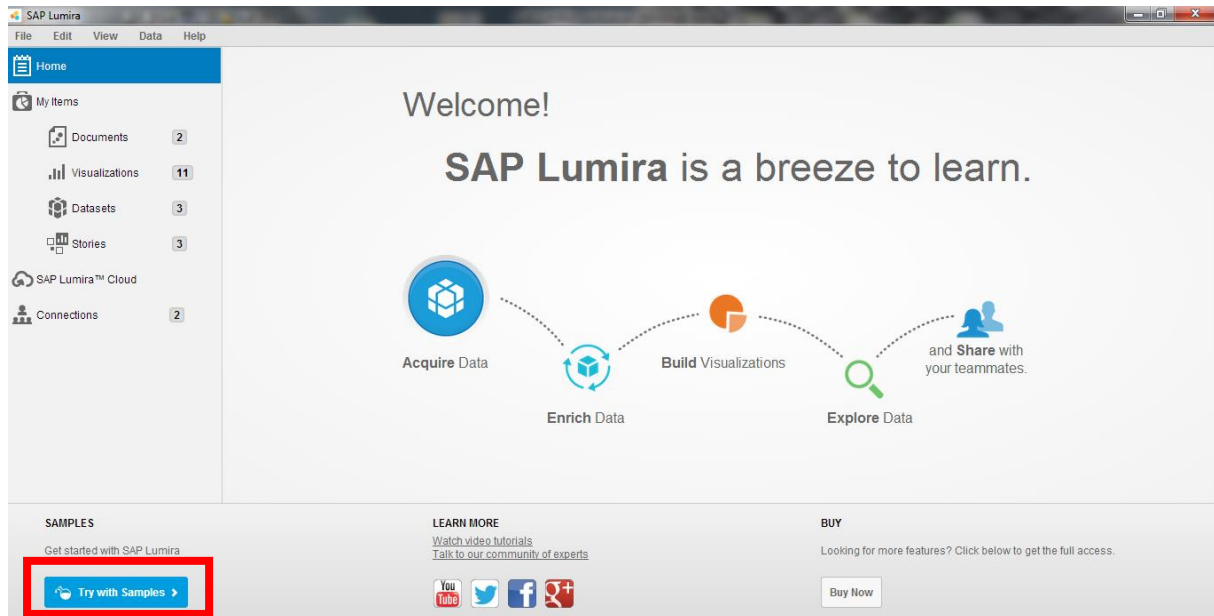 SAP Lumira
File Edit View Data Help
Home
My Items
Documents 2
Visualizations 11
Datasets 3
Stories 3
SAP Lumira™ Cloud
Connections 2
Welcome!
SAP Lumira is a breeze to learn.
Acquire Data
Enrich Data
Build Visualizations
Explore Data
and Share with
your teammates.
SAMPLES
Get started with SAP Lumira
Try with Samples
LEARN MORE
Watch video tutorials
Talk to our community of experts
You
Tube
f
g+
BUY
Looking for more features? Click below to get the full access.
Buy Now